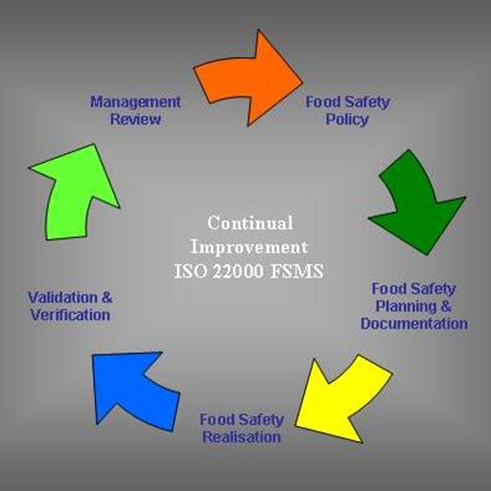 Management
Review
Food Safety
Policy
Continual
Improvement
ISO 22000 FSMS
Food Safety
Planning &
Documentation
Validation &
Verification
Food Safety
Realisation